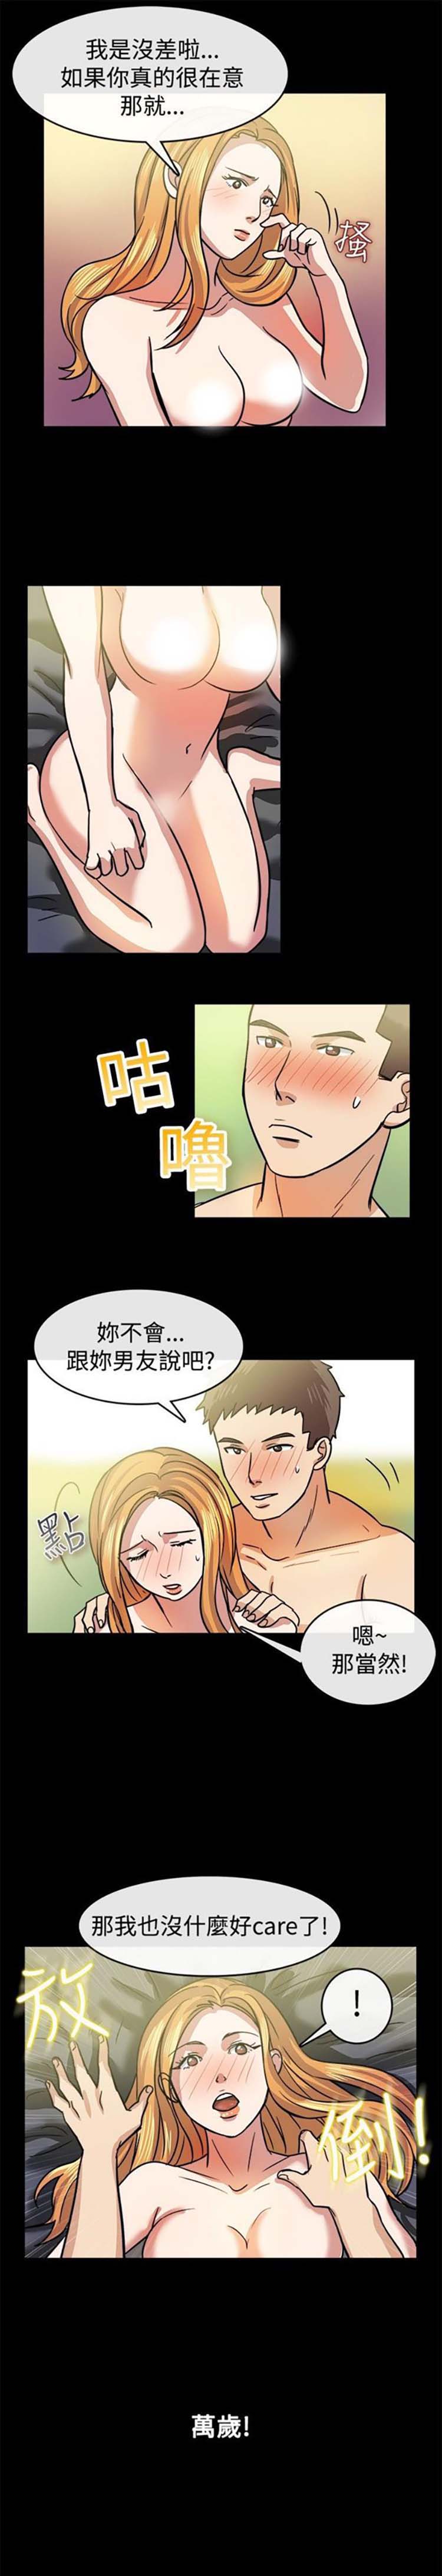 我是沒差啦...
如果你真的很在意
那就...
搔
咕
嚕
妳不會...
跟妳男友說吧?
點
嗯~
那當然!
那我也沒什麼好care了!
放
!
倒!
萬歲!